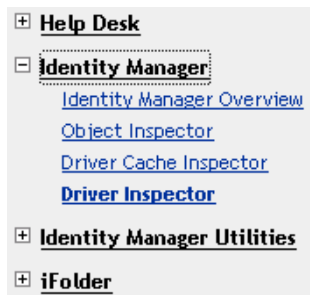 Help Desk
Identity Manager
Identity Manager Overview
Object Inspector
Driver Cache Inspector
Driver Inspector
Identity Manager Utilities
iFolder